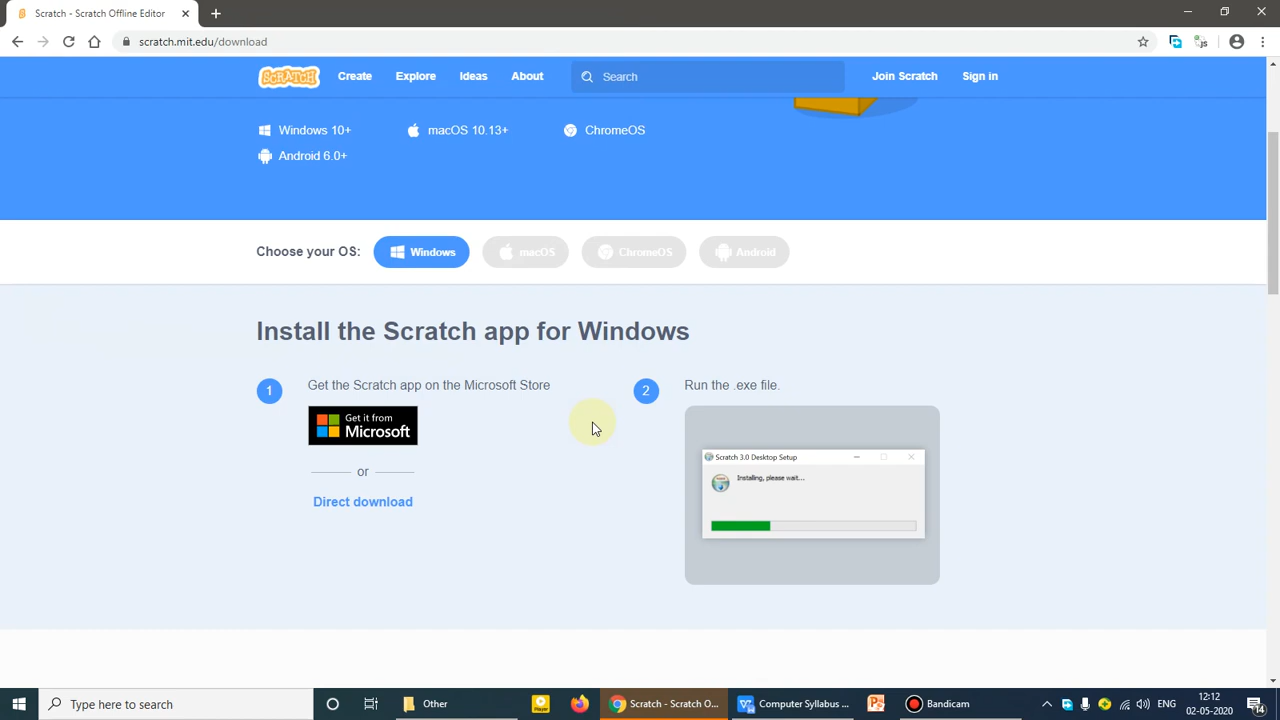 Scratch - Scratch Offline Editor
scratch.mit.edu/download
SCRATCH Create Explore Ideas About Search Join Scratch Sign in
Windows 10+ macOS 10.13+ ChromeOS
Android 6.0+
Choose your OS: Windows macOS ChromeOS Android
Install the Scratch app for Windows
1 Get the Scratch app on the Microsoft Store
Get it from
Microsoft
or
Direct download
2 Run the .exe file.
Scratch 3.0 Desktop Setup
Installing, please wait...
Type here to search
Other
Scratch - Scratch O...
Computer Syllabus ...
Bandicam
ENG
12:12
02-05-2020